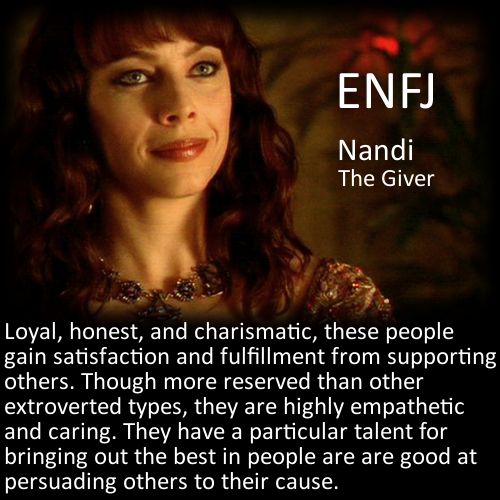 ENFJ
Nandi
The Giver
Loyal, honest, and charismatic, these people
gain satisfaction and fulfillment from supporting
others. Though more reserved than other
extroverted types, they are highly empathetic
and caring. They have a particular talent for
bringing out the best in people are are good at
persuading others to their cause.